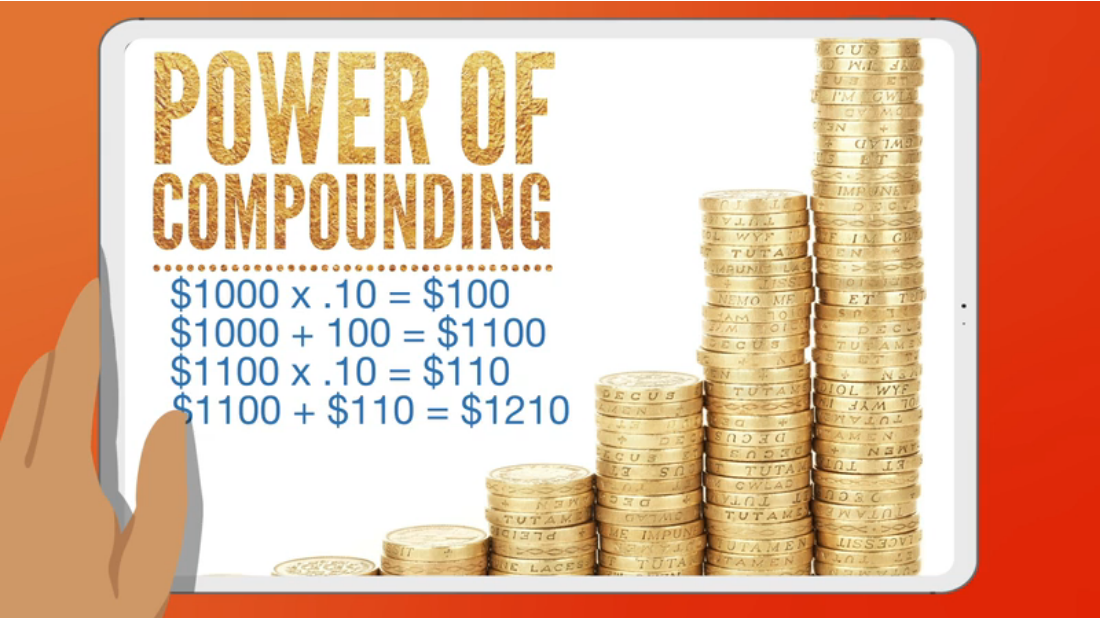 POWER OF
COMPOUNDING
$1000 x .10 = $100
$1000 + 100 = $1100
$1100 x .10 = $110
$1100 + $110 = $1210